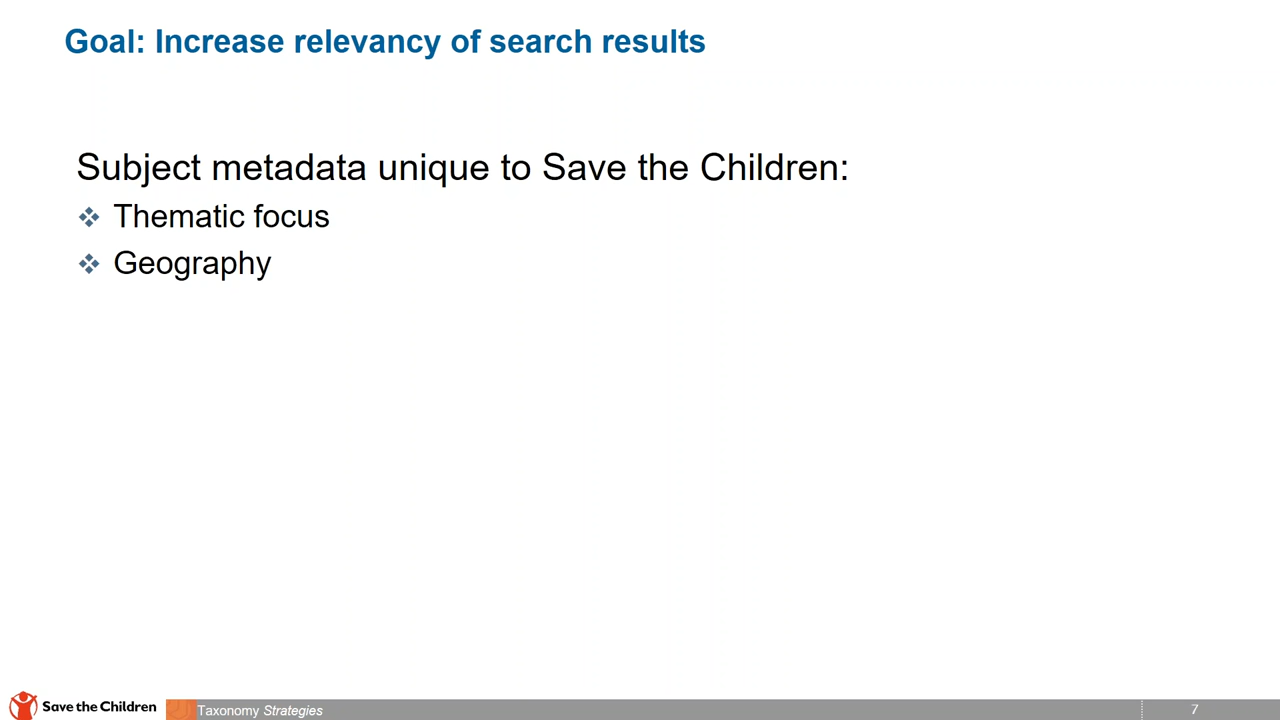 Goal: Increase relevancy of search results
Subject metadata unique to Save the Children:
Thematic focus
Geography
Save the Children
Taxonomy Strategies
7